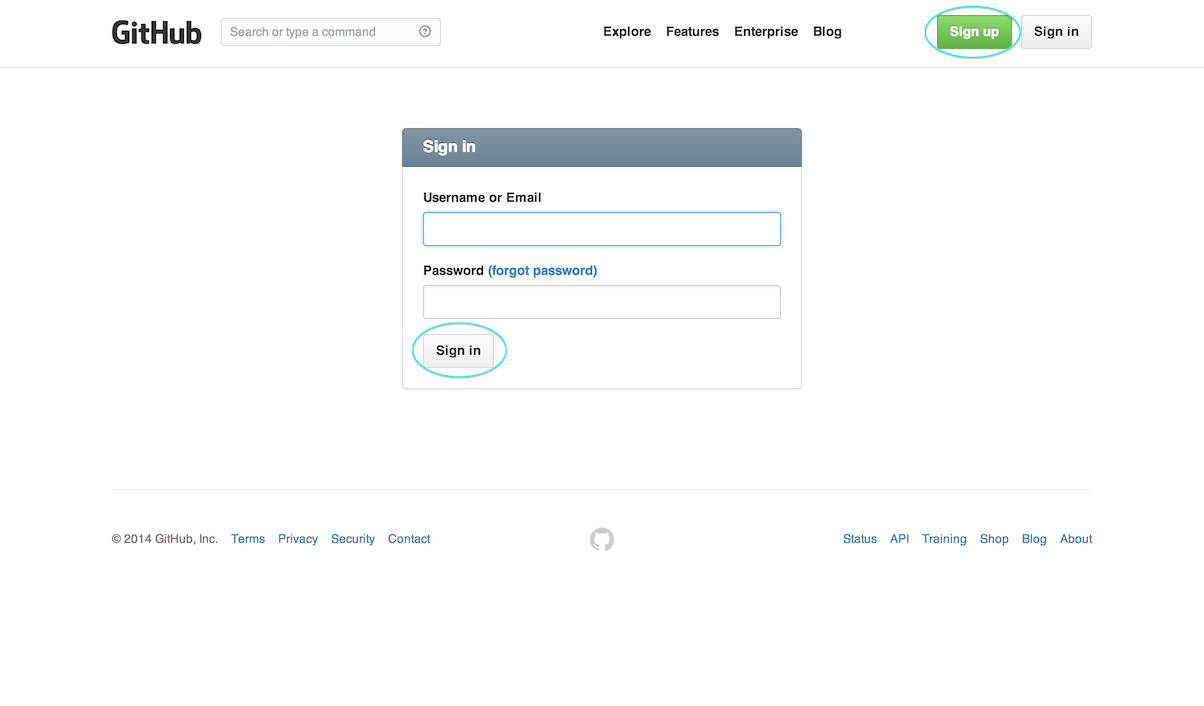 GitHub Search or type a command Explore Features Enterprise Blog Sign up Sign in
Sign in
Username or Email
Password (forgot password)
Sign in
© 2014 GitHub, Inc. Terms Privacy Security Contact Status API Training Shop Blog About